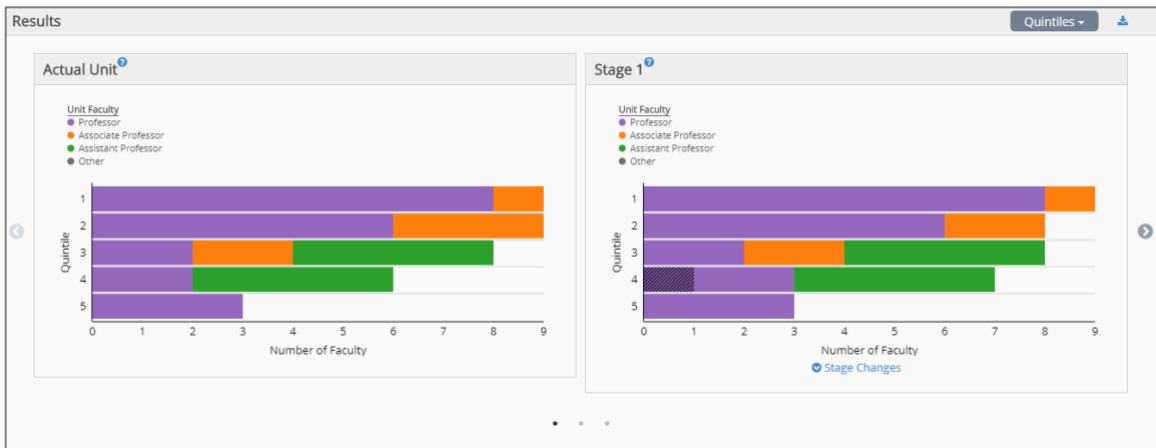 Results
Quintiles
Actual Unit?
Unit Faculty
Professor
Associate Professor
Assistant Professor
Other
Quintile
1
2
3
4
5
0 1 2 3 4 5 6 7 8 9
Number of Faculty
Stage 1?
Unit Faculty
Professor
Associate Professor
Assistant Professor
Other
Quintile
1
2
3
4
5
0 1 2 3 4 5 6 7 8 9
Number of Faculty
Stage Changes